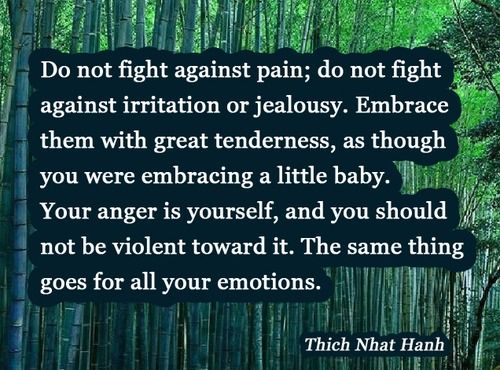 Do not fight against pain; do not fight
against irritation or jealousy. Embrace
them with great tenderness, as though
you were embracing a little baby.
Your anger is yourself, and you should
not be violent toward it. The same thing
goes for all your emotions.
Thich Nhat Hanh